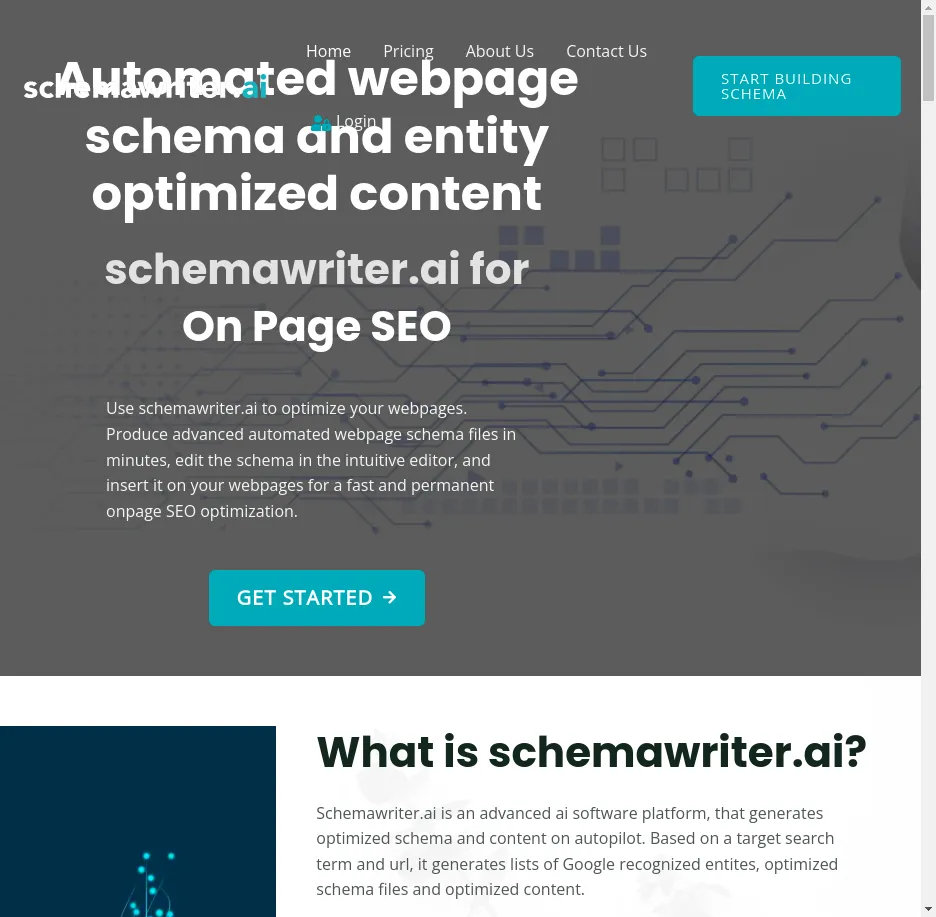 Home Pricing About Us Contact Us
schemawriter.ai
Login
START BUILDING
SCHEMA
Automated webpage
schema and entity
optimized content
schemawriter.ai for
On Page SEO
Use schemawriter.ai to optimize your webpages.
Produce advanced automated webpage schema files in
minutes, edit the schema in the intuitive editor, and
insert it on your webpages for a fast and permanent
onpage SEO optimization.
GET STARTED →
What is schemawriter.ai?
Schemawriter.ai is an advanced ai software platform, that generates
optimized schema and content on autopilot. Based on a target search
term and url, it generates lists of Google recognized entites, optimized
schema files and optimized content.